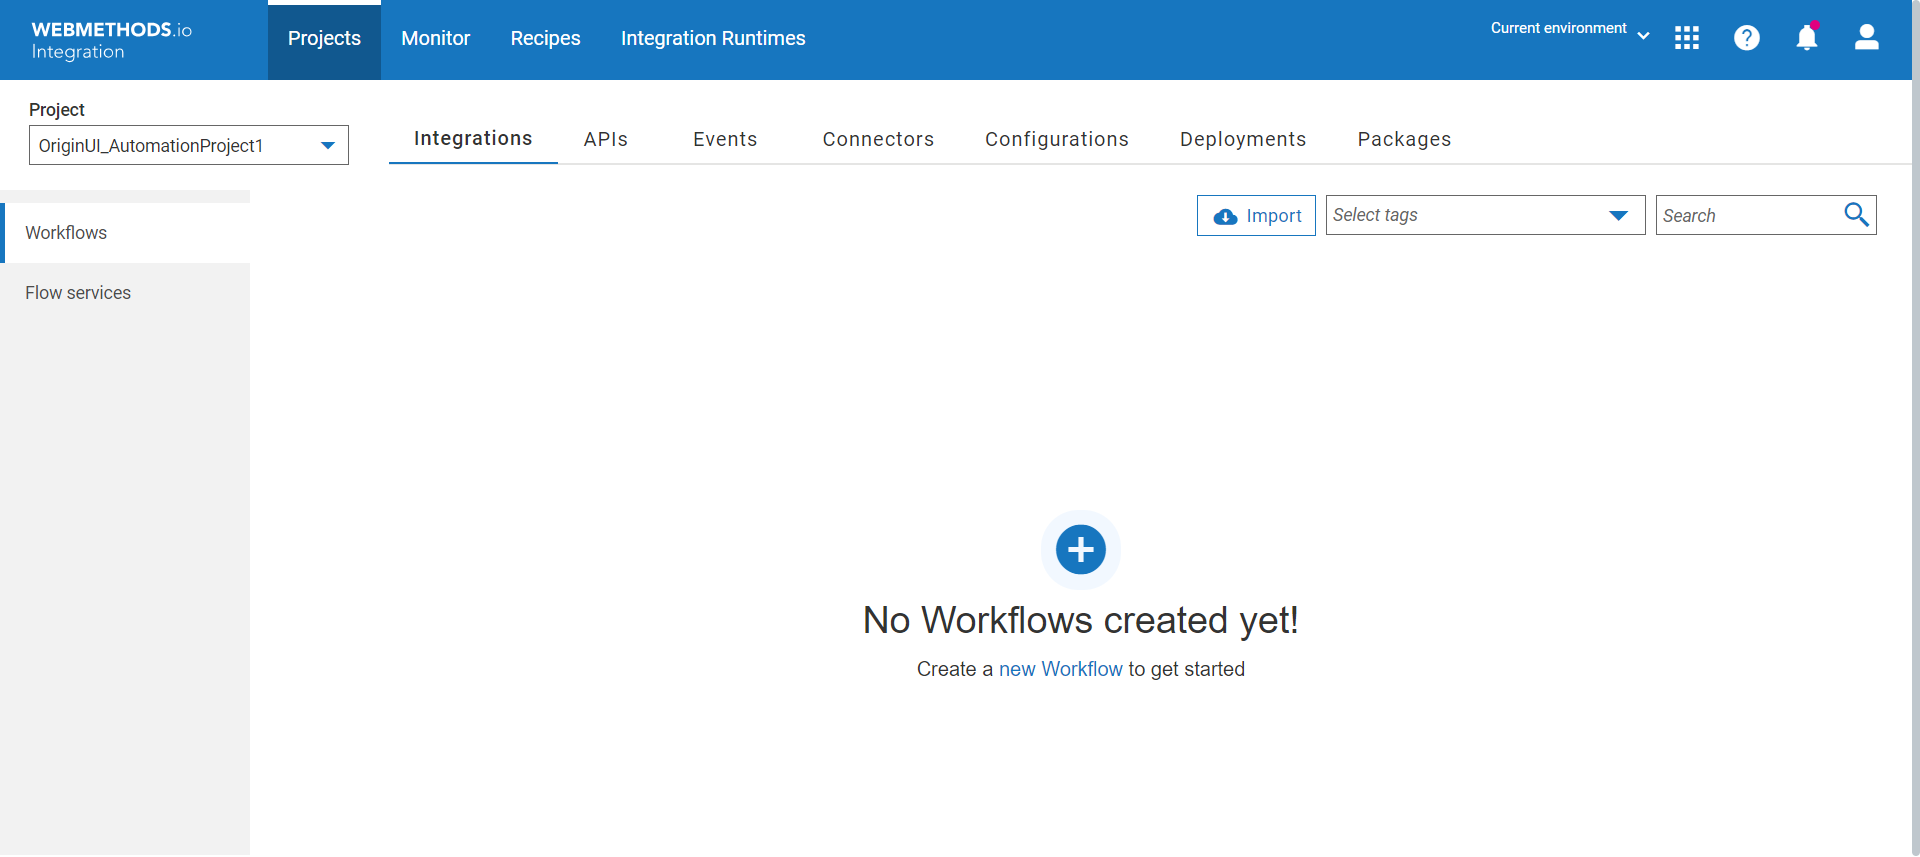 WEBMETHODS.io
Integration
Projects
Monitor
Recipes
Integration Runtimes
Current environment
Project
OriginUI_AutomationProject1
Integrations
APIs
Events
Connectors
Configurations
Deployments
Packages
Import
Select tags
Search
Workflows
Flow services
No Workflows created yet!
Create a new Workflow to get started